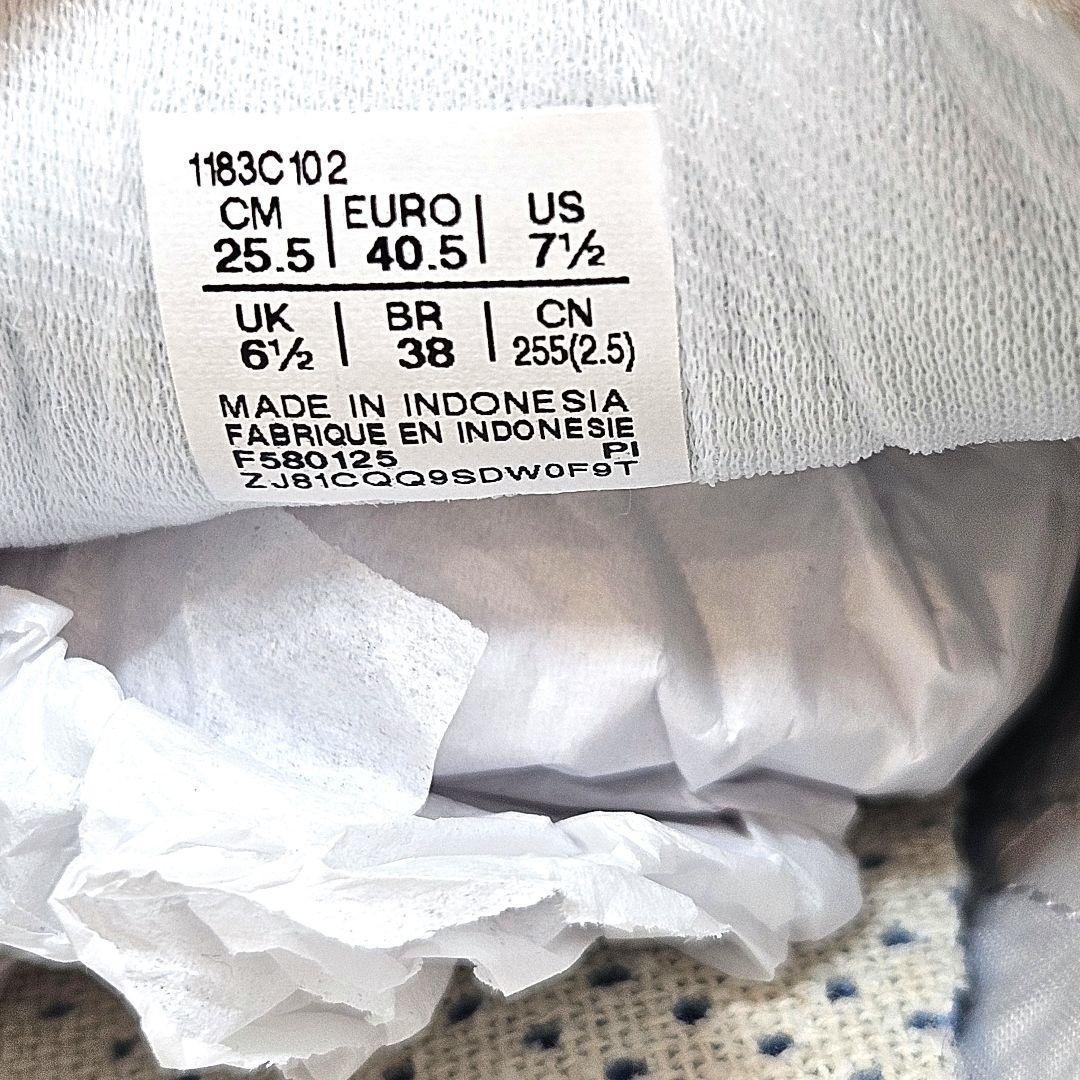 1183C102
CM | EURO | US
25.5 | 40.5 | 7½
UK | BR | CN
6½ | 38 | 255(2.5)
MADE IN INDONESIA
FABRIQUE EN INDONESIE
F580125 PI
ZJ81CQQ9SDW0F9T